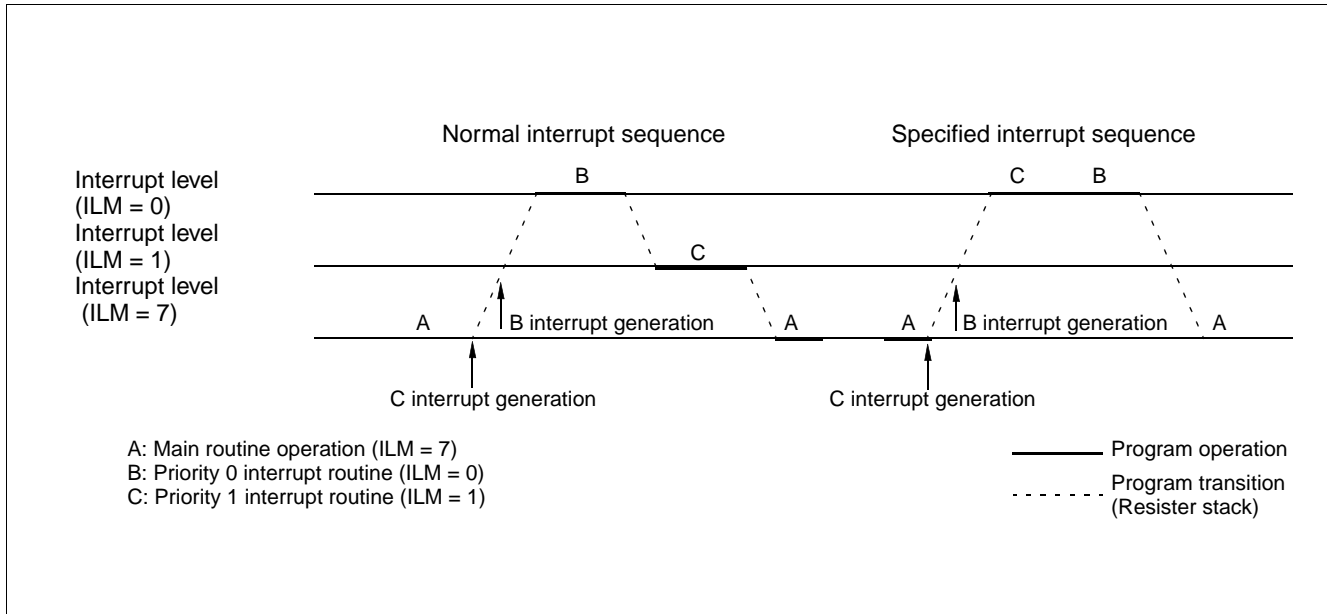 Normal interrupt sequence
Specified interrupt sequence
Interrupt level
(ILM = 0)
B
C B
Interrupt level
(ILM = 1)
C
Interrupt level
(ILM = 7)
A
B interrupt generation
A
A
B interrupt generation
A
C interrupt generation
C interrupt generation
A: Main routine operation (ILM = 7)
B: Priority 0 interrupt routine (ILM = 0)
C: Priority 1 interrupt routine (ILM = 1)
Program operation
Program transition
(Resister stack)